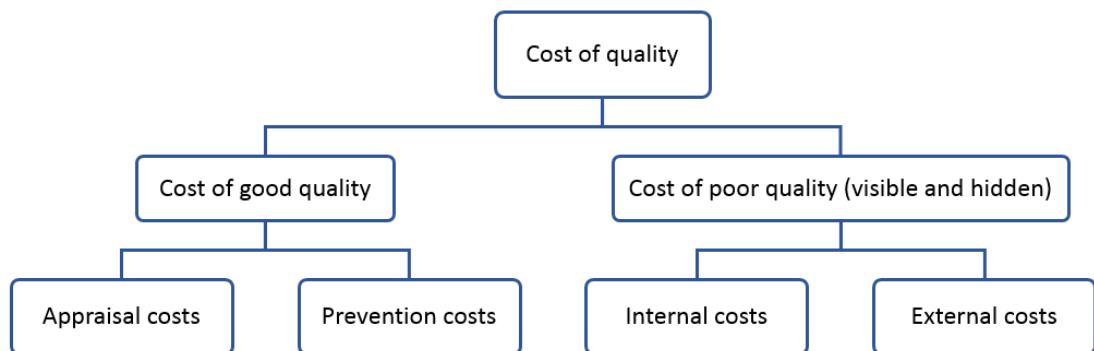 Cost of quality
Cost of good quality
Cost of poor quality (visible and hidden)
Appraisal costs
Prevention costs
Internal costs
External costs